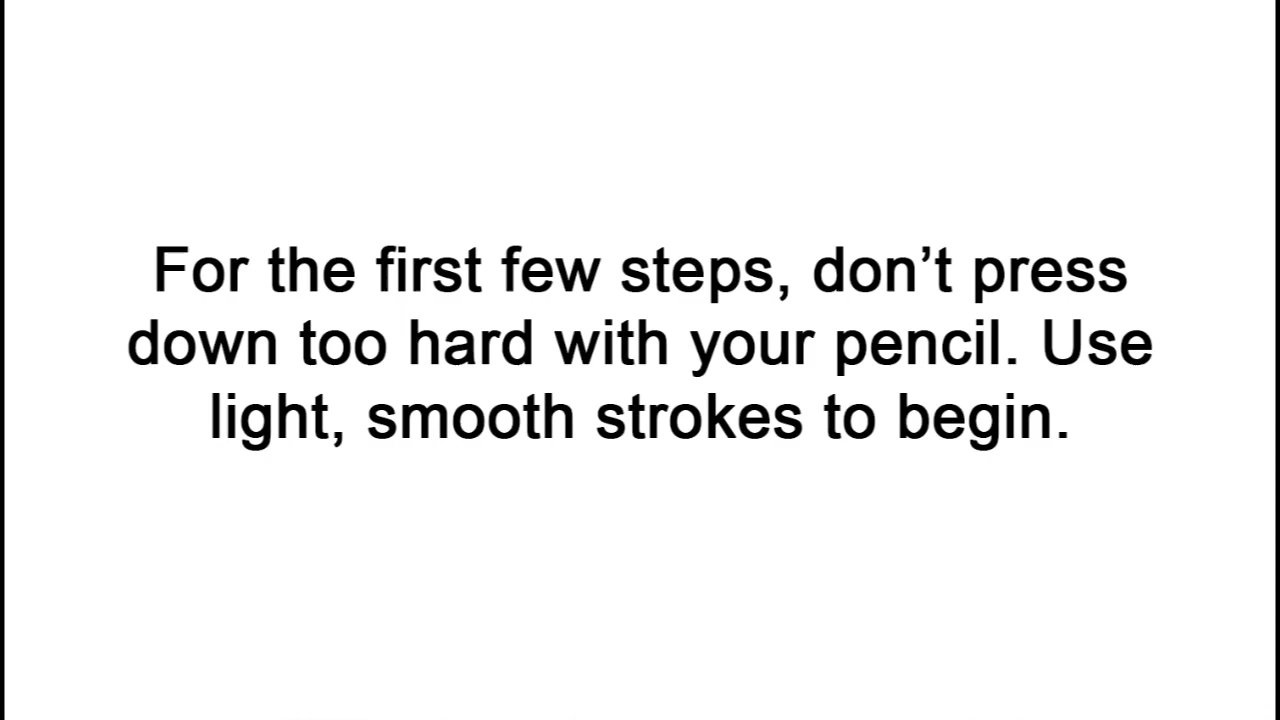 For the first few steps, don’t press
down too hard with your pencil. Use
light, smooth strokes to begin.